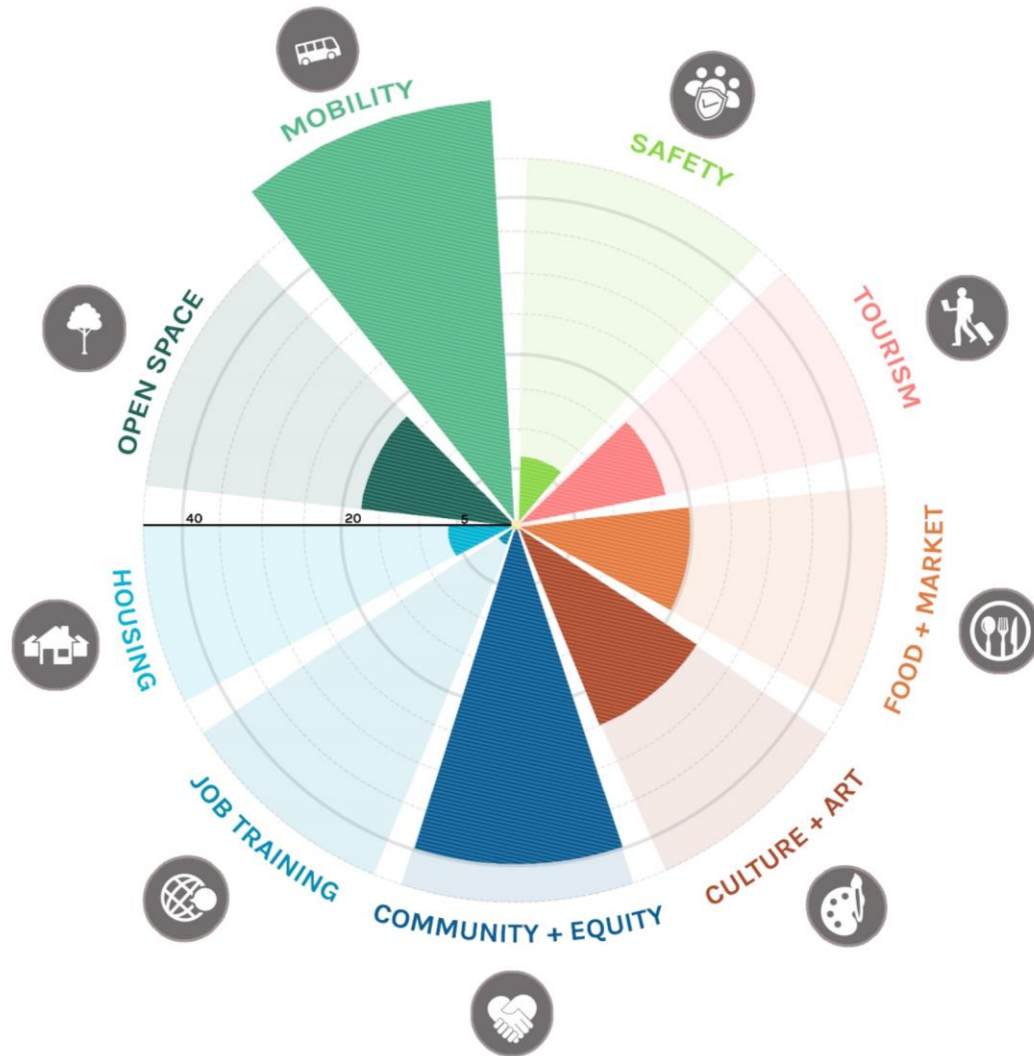 MOBILITY
SAFETY
TOURISM
OPEN SPACE
40
20
5
FOOD + MARKET
HOUSING
CULTURE + ART
JOB TRAINING
COMMUNITY + EQUITY